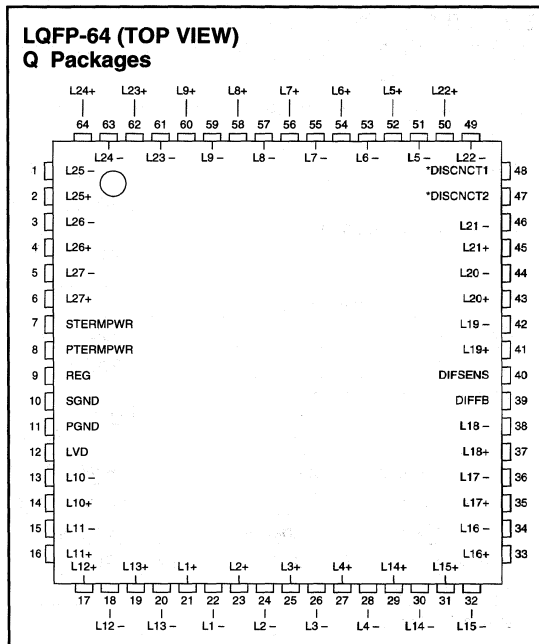 LQFP-64 (TOP VIEW)
Q Packages
L24+ L23+ L9+ L8+ L7+ L6+ L5+ L22+
64 63 62 61 60 59 58 57 56 55 54 53 52 51 50 49
L24 – L23 – L9 – L8 – L7 – L6 – L5 – L22 –
1 L25 – *DISCNCT1 48
2 L25+ *DISCNCT2 47
3 L26 – L21 – 46
4 L26+ L21+ 45
5 L27 – L20 – 44
6 L27+ L20+ 43
7 STERMPWR L19 – 42
8 PTERMPWR L19+ 41
9 REG DIFSENS 40
10 SGND DIFFB 39
11 PGND L18 – 38
12 LVD L18+ 37
13 L10 – L17 – 36
14 L10+ L17+ 35
15 L11 – L16 – 34
16 L11+ L16+ 33
L12+ L13+ L1+ L2+ L3+ L4+ L14+ L15+
17 18 19 20 21 22 23 24 25 26 27 28 29 30 31 32
L12 – L13 – L1 – L2 – L3 – L4 – L14 – L15 –